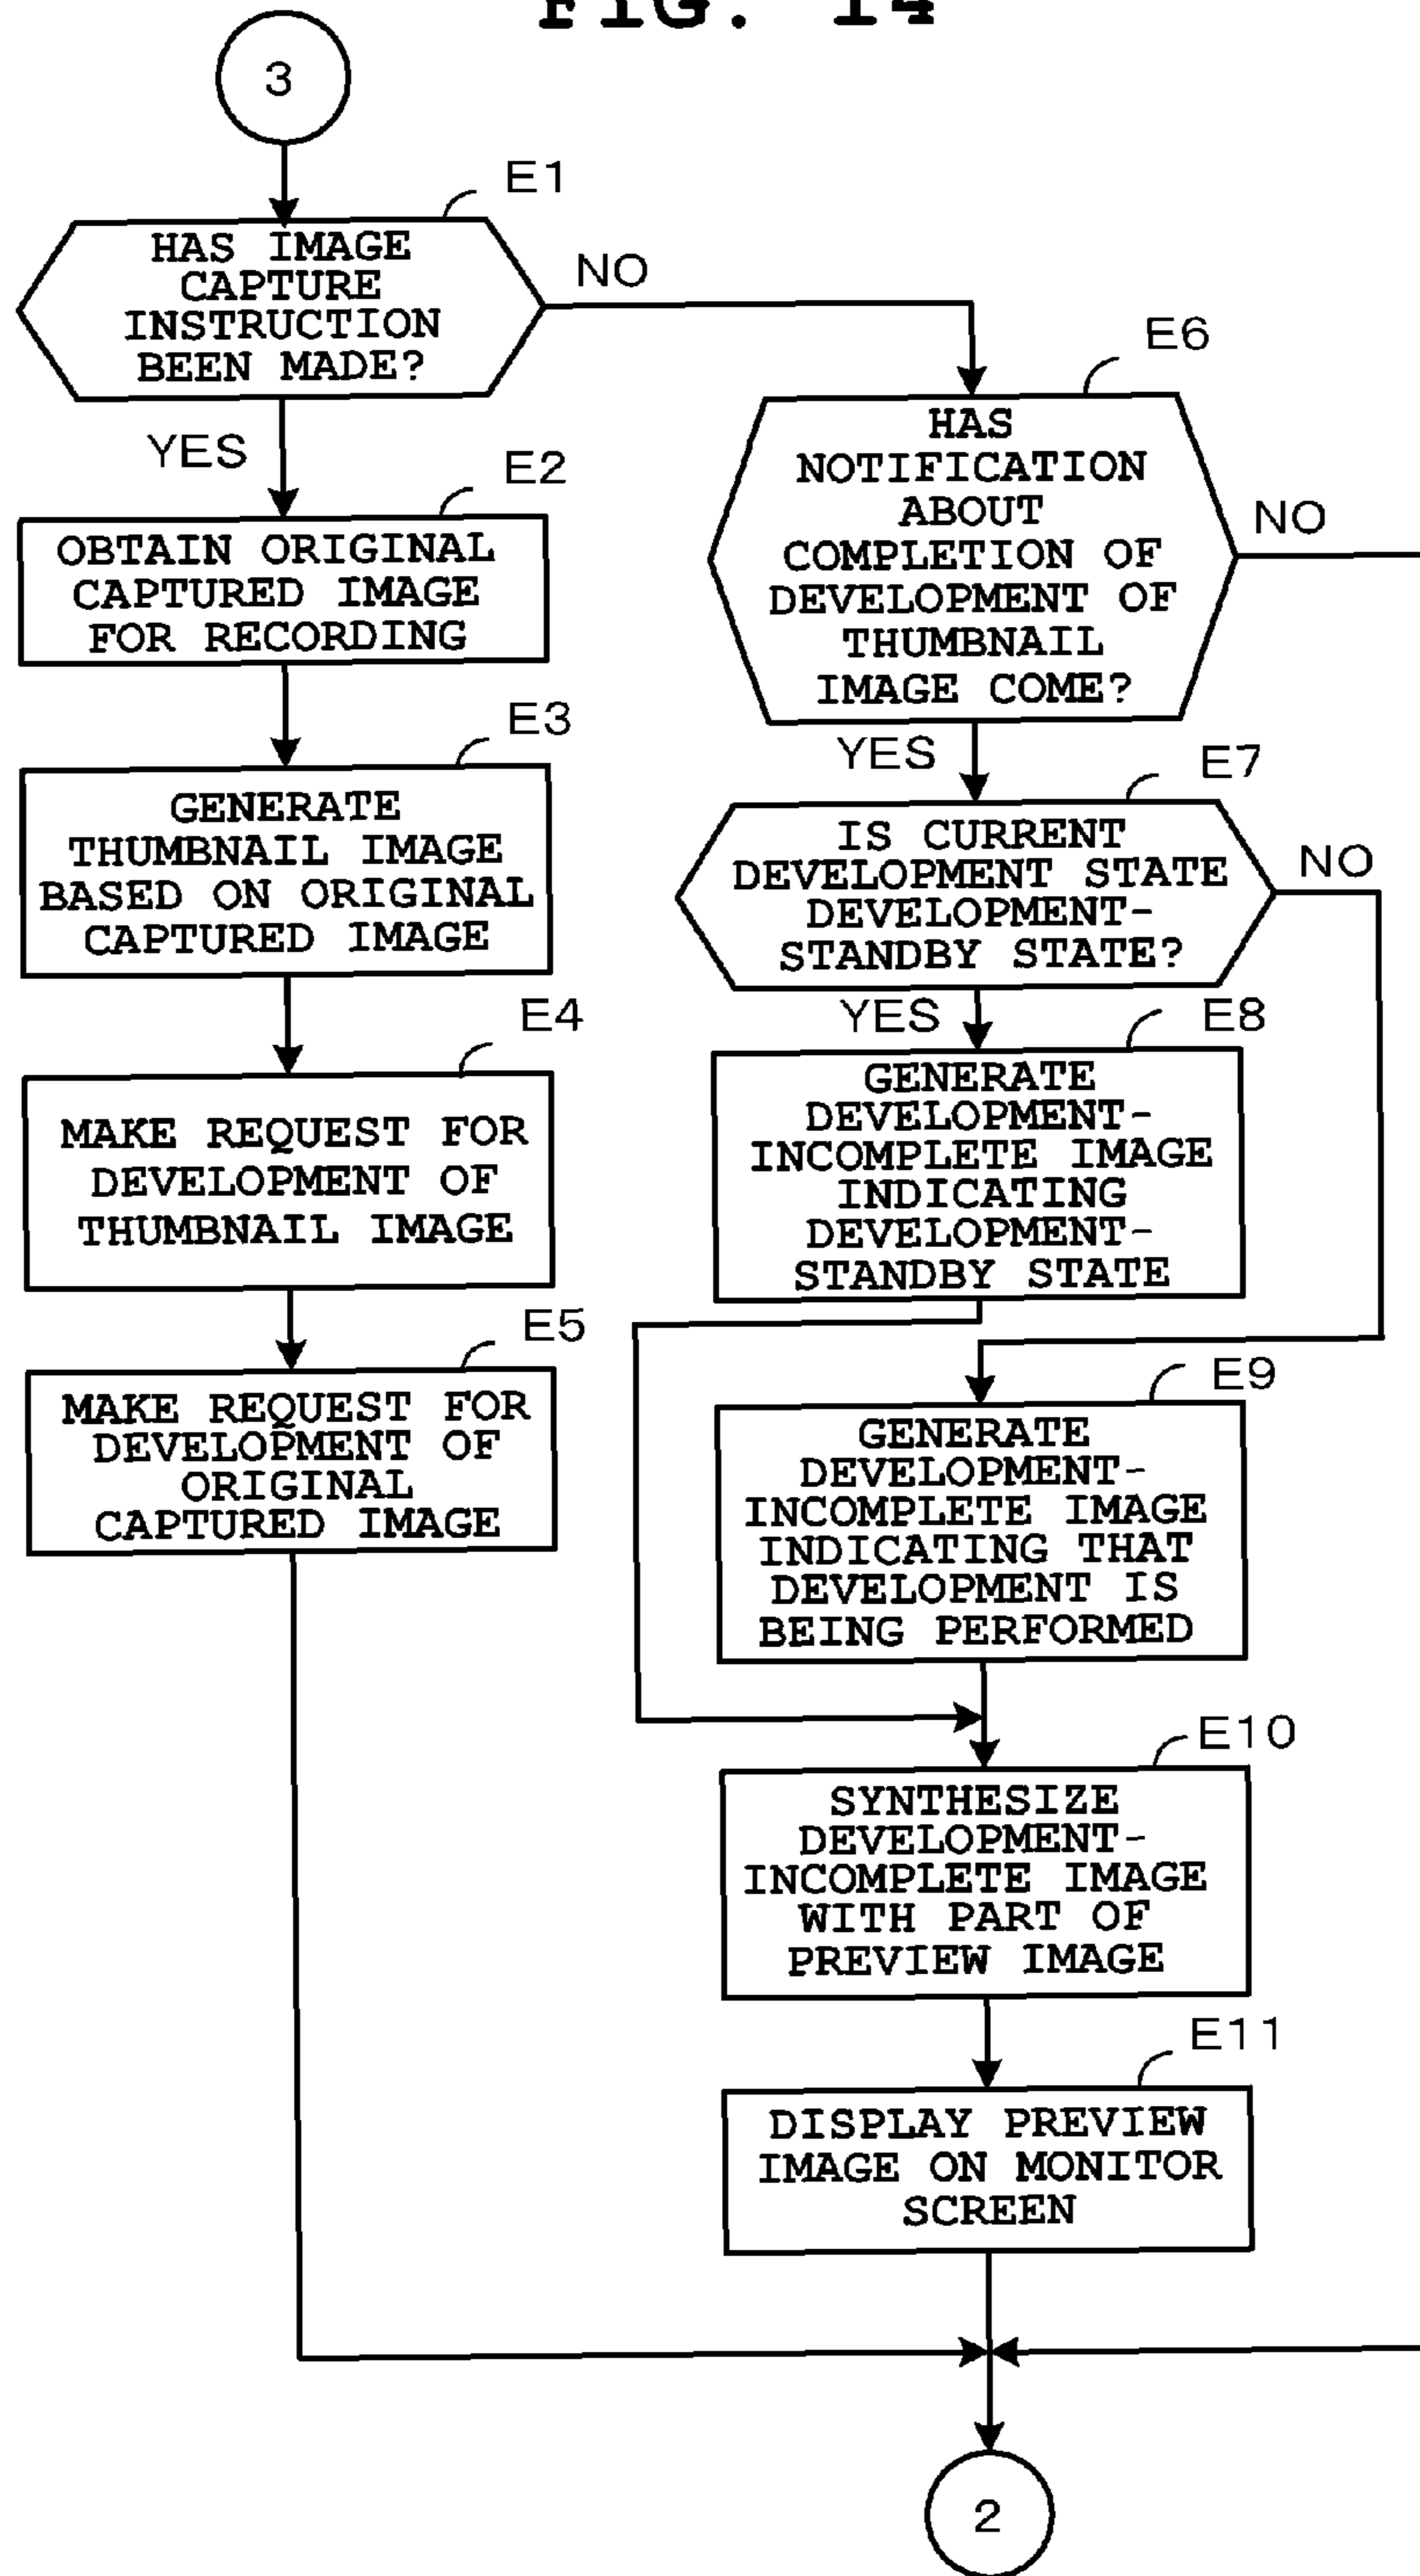 FIG. 14
3
E1
HAS IMAGE
CAPTURE
INSTRUCTION
BEEN MADE?
NO
YES
E2
OBTAIN ORIGINAL
CAPTURED IMAGE
FOR RECORDING
E3
GENERATE
THUMBNAIL IMAGE
BASED ON ORIGINAL
CAPTURED IMAGE
E4
MAKE REQUEST FOR
DEVELOPMENT OF
THUMBNAIL IMAGE
E5
MAKE REQUEST FOR
DEVELOPMENT OF
ORIGINAL
CAPTURED IMAGE
E6
HAS
NOTIFICATION
ABOUT
COMPLETION OF
DEVELOPMENT OF
THUMBNAIL
IMAGE COME?
NO
YES
E7
IS CURRENT
DEVELOPMENT STATE
DEVELOPMENT-
STANDBY STATE?
NO
YES
E8
GENERATE
DEVELOPMENT-
INCOMPLETE IMAGE
INDICATING
DEVELOPMENT-
STANDBY STATE
E9
GENERATE
DEVELOPMENT-
INCOMPLETE IMAGE
INDICATING THAT
DEVELOPMENT IS
BEING PERFORMED
E10
SYNTHESIZE
DEVELOPMENT-
INCOMPLETE IMAGE
WITH PART OF
PREVIEW IMAGE
E11
DISPLAY PREVIEW
IMAGE ON MONITOR
SCREEN
2